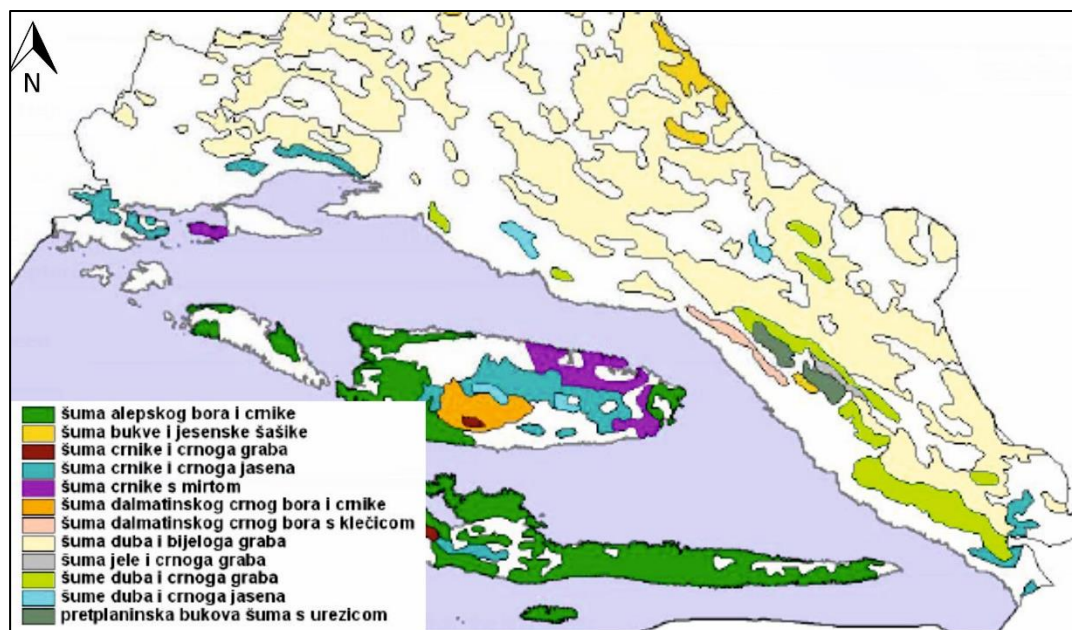 N
šuma alepskog bora i crnike
šuma bukve i jesenske šašike
šuma crnike i crnoga graba
šuma crnike i crnoga jasena
šuma crnike s mirtom
šuma dalmatinskog crnog bora i crnike
šuma dalmatinskog crnog bora s klečicom
šuma duba i bijeloga graba
šuma jele i crnoga graba
šume duba i crnoga graba
šume duba i crnoga jasena
pretplaninska bukova šuma s urezicom